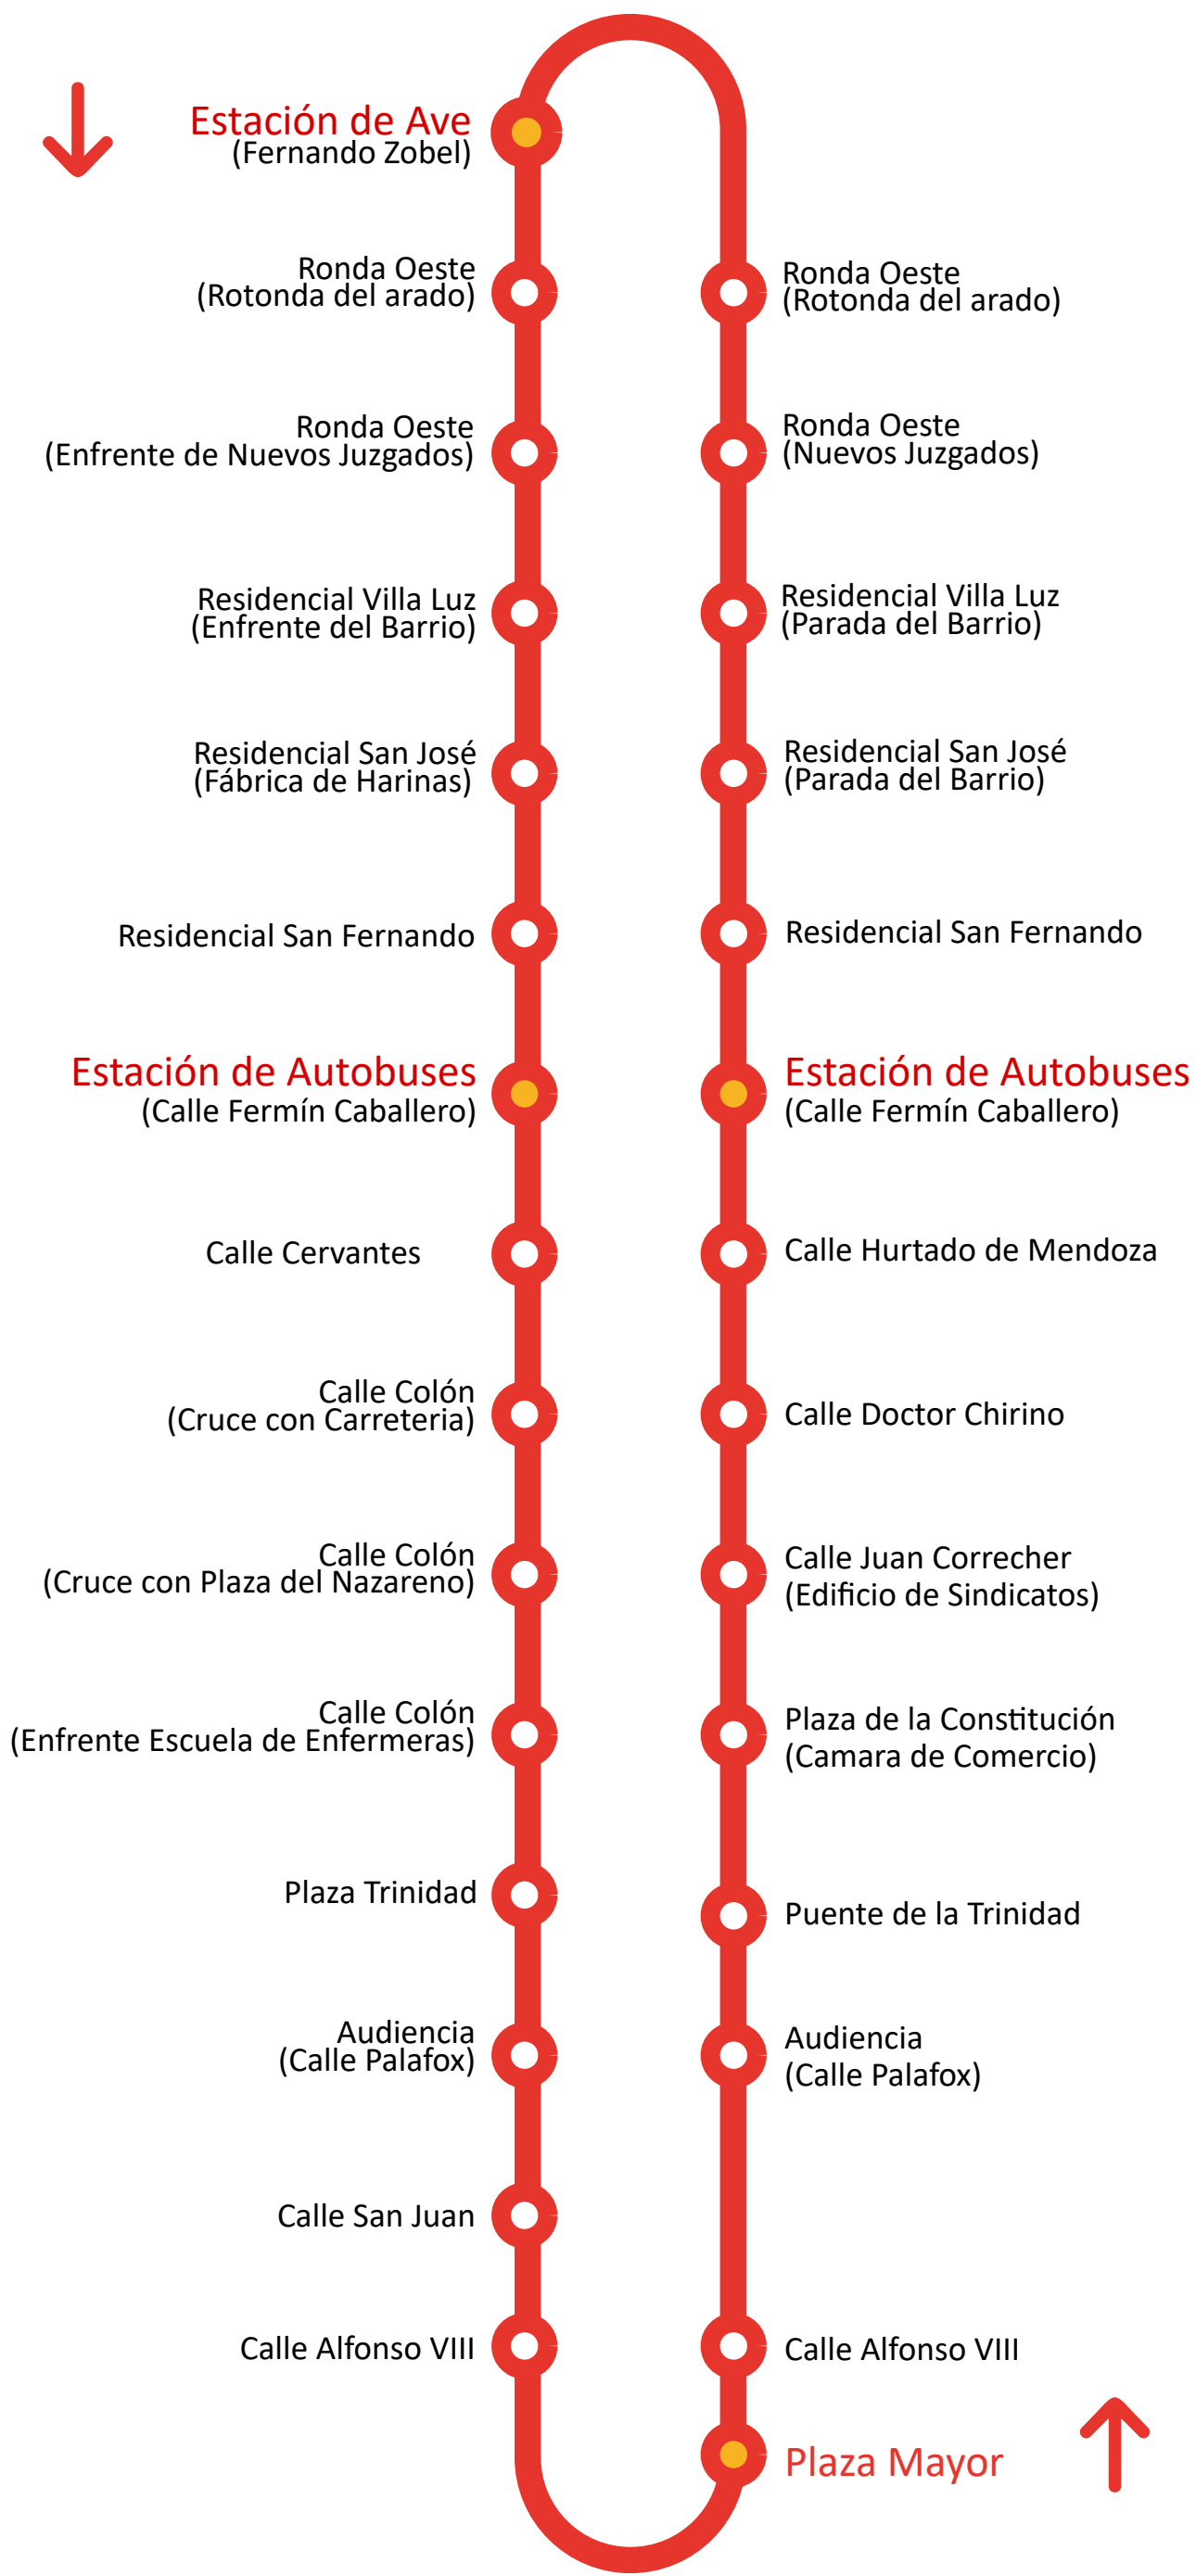 Estación de Ave
(Fernando Zobel)
Ronda Oeste
(Rotonda del arado)
Ronda Oeste
(Enfrente de Nuevos Juzgados)
Residencial Villa Luz
(Enfrente del Barrio)
Residencial San José
(Fábrica de Harinas)
Residencial San Fernando
Estación de Autobuses
(Calle Fermín Caballero)
Calle Cervantes
Calle Colón
(Cruce con Carreteria)
Calle Colón
(Cruce con Plaza del Nazareno)
Calle Colón
(Enfrente Escuela de Enfermeras)
Plaza Trinidad
Audiencia
(Calle Palafox)
Calle San Juan
Calle Alfonso VIII
Ronda Oeste
(Rotonda del arado)
Ronda Oeste
(Nuevos Juzgados)
Residencial Villa Luz
(Parada del Barrio)
Residencial San José
(Parada del Barrio)
Residencial San Fernando
Estación de Autobuses
(Calle Fermín Caballero)
Calle Hurtado de Mendoza
Calle Doctor Chirino
Calle Juan Correcher
(Edificio de Sindicatos)
Plaza de la Constitución
(Camara de Comercio)
Puente de la Trinidad
Audiencia
(Calle Palafox)
Calle Alfonso VIII
Plaza Mayor